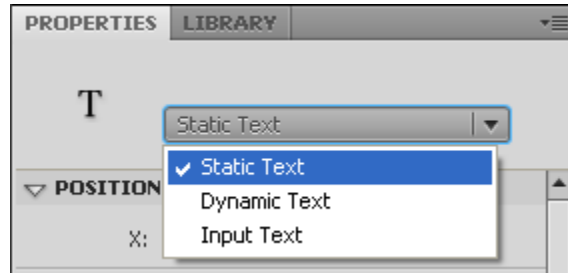 PROPERTIES LIBRARY
T
Static Text
Static Text
Dynamic Text
POSITION
Input Text
X: